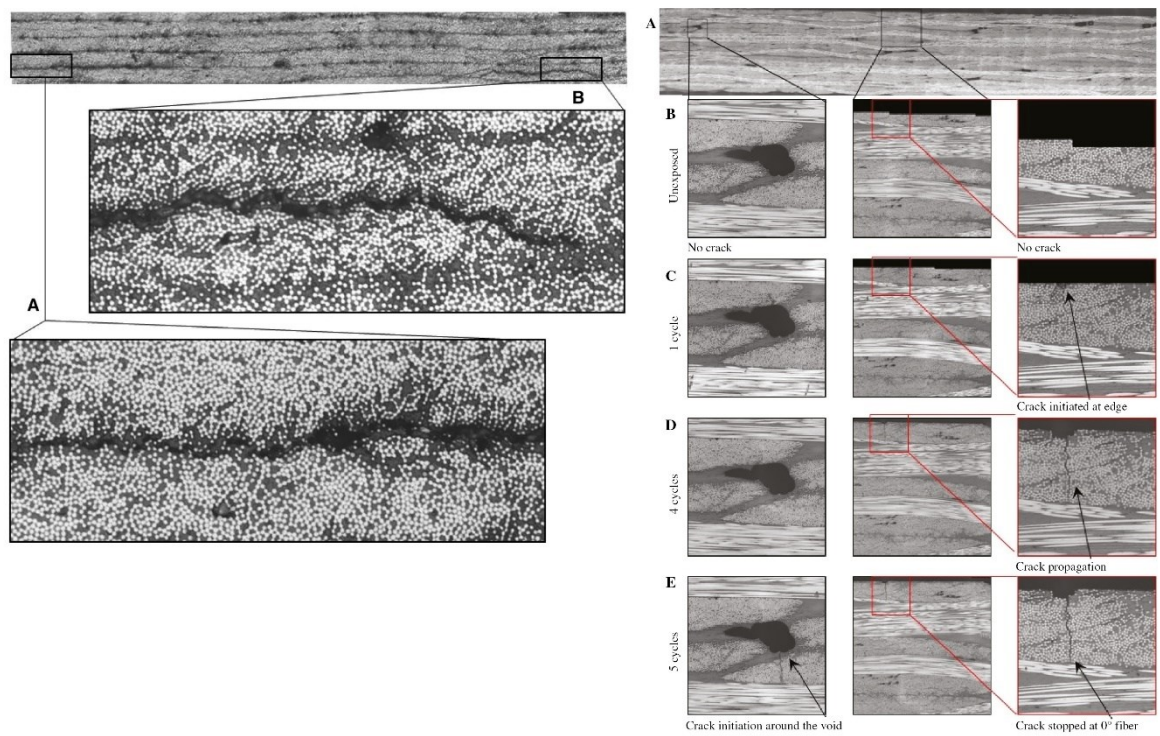 B
A
A
B
Unexposed
No crack
No crack
C
1 cycle
Crack initiated at edge
D
4 cycles
Crack propagation
E
5 cycles
Crack initiation around the void
Crack stopped at 0° fiber